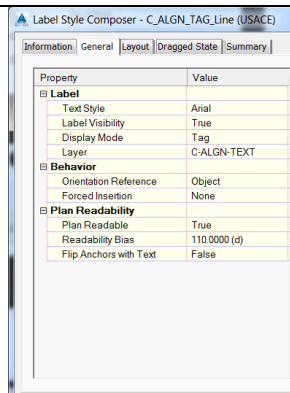 Label Style Composer - C_ALGN_TAG_Line (USACE)
Information General Layout Dragged State Summary
Property Value
Label
Text Style Arial
Label Visibility True
Display Mode Tag
Layer C-ALGN-TEXT
Behavior
Orientation Reference Object
Forced Insertion None
Plan Readability
Plan Readable True
Readability Bias 110.0000 (d)
Flip Anchors with Text False